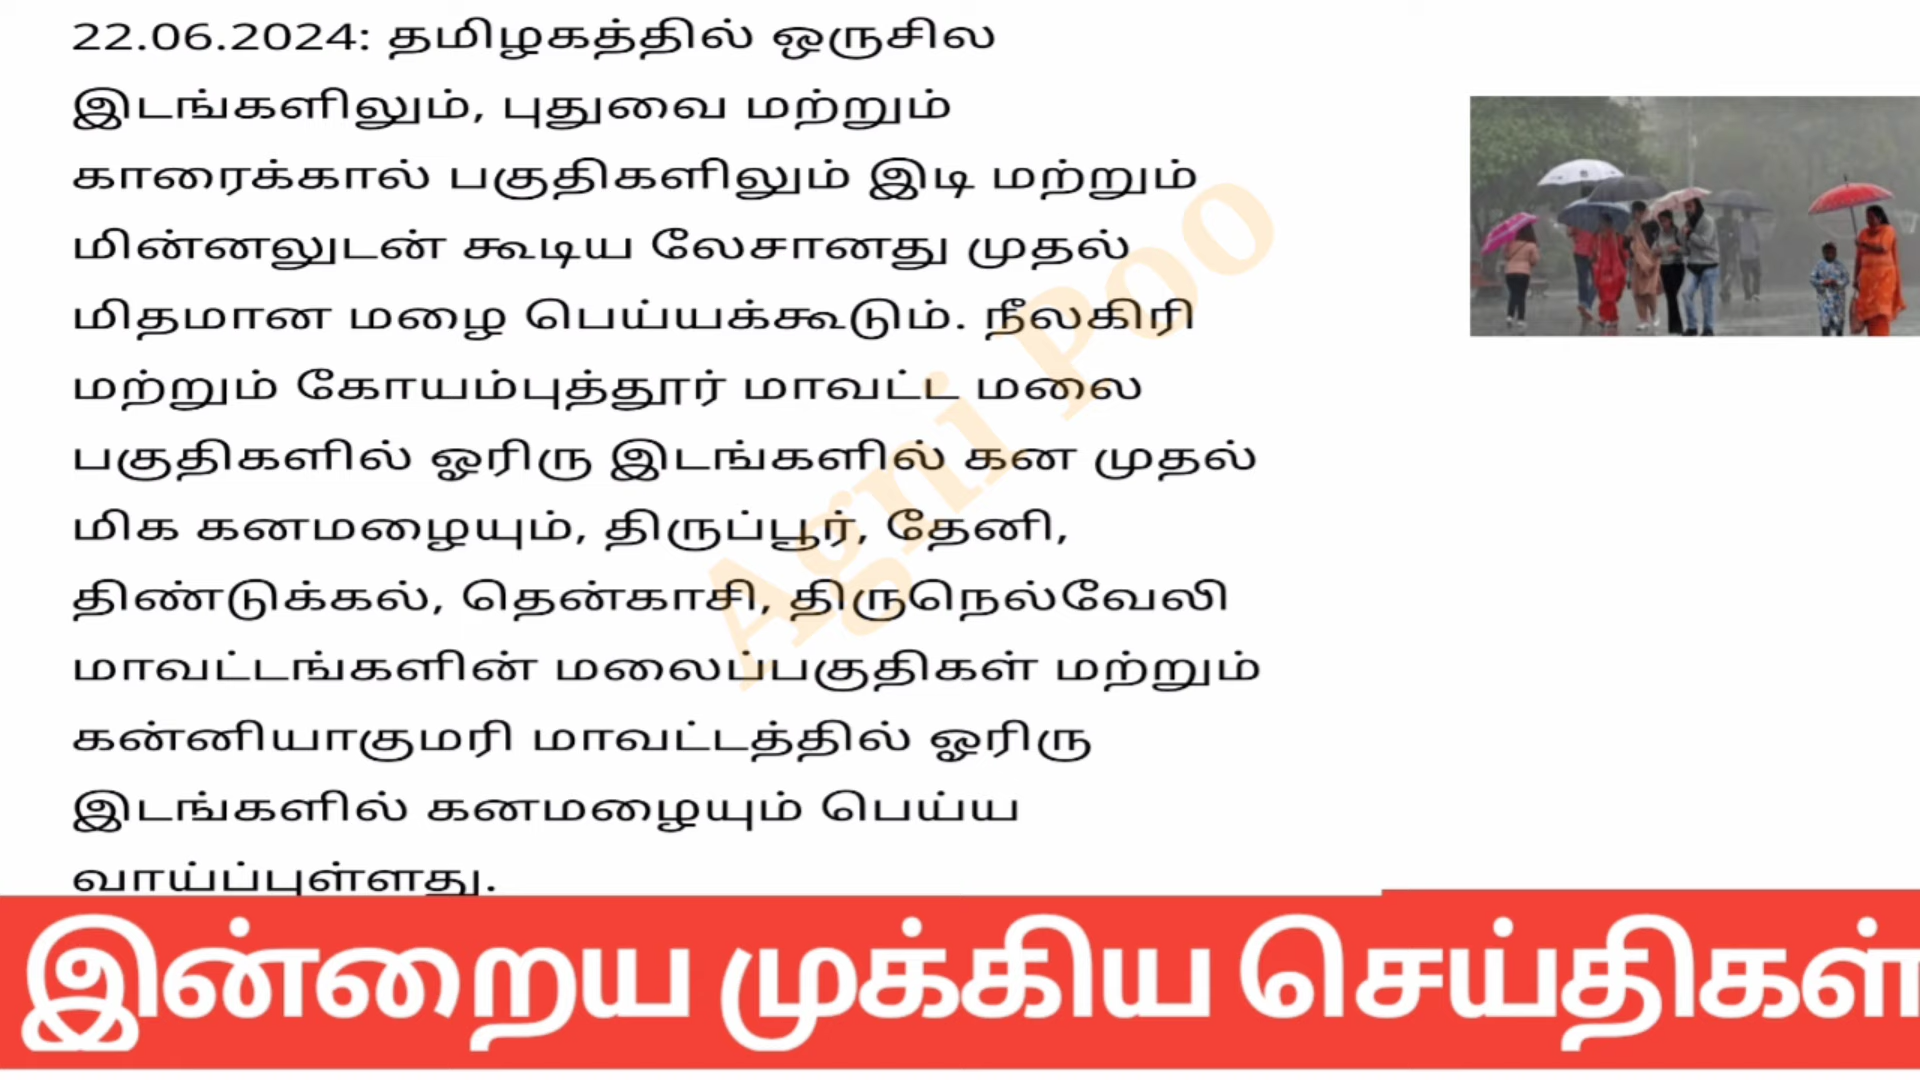 22.06.2024: தமிழகத்தில் ஒருசில
இடங்களிலும், புதுவை மற்றும்
காரைக்கால் பகுதிகளிலும் இடி மற்றும்
மின்னலுடன் கூடிய லேசானது முதல்
மிதமான மழை பெய்யக்கூடும். நீலகிரி
மற்றும் கோயம்புத்தூர் மாவட்ட மலை
பகுதிகளில் ஓரிரு இடங்களில் கன முதல்
மிக கனமழையும், திருப்பூர், தேனி,
திண்டுக்கல், தென்காசி, திருநெல்வேலி
மாவட்டங்களின் மலைப்பகுதிகள் மற்றும்
கன்னியாகுமரி மாவட்டத்தில் ஓரிரு
இடங்களில் கனமழையும் பெய்ய
வாய்ப்புள்ளது.
Agni Poo
இன்றைய முக்கிய செய்திகள்